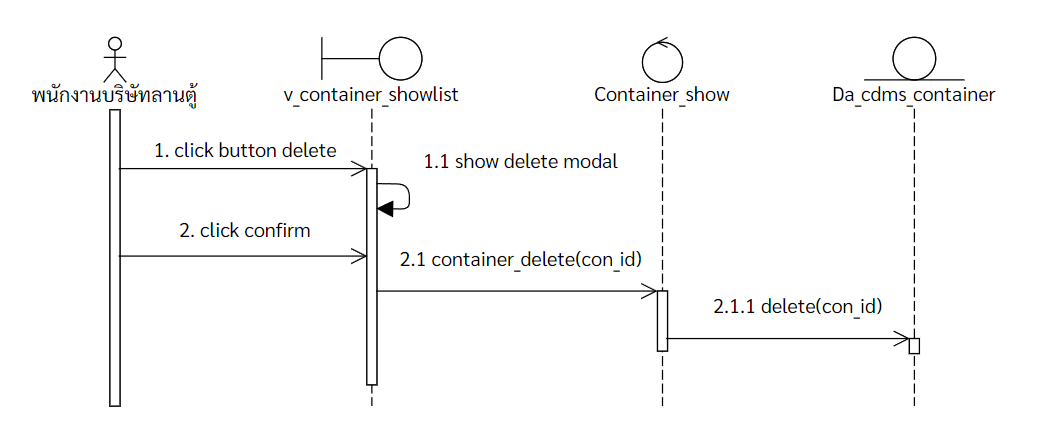 พนักงานบริษัทลานตู้
v_container_showlist
Container_show
Da_cdms_container
1. click button delete
1.1 show delete modal
2. click confirm
2.1 container_delete(con_id)
2.1.1 delete(con_id)